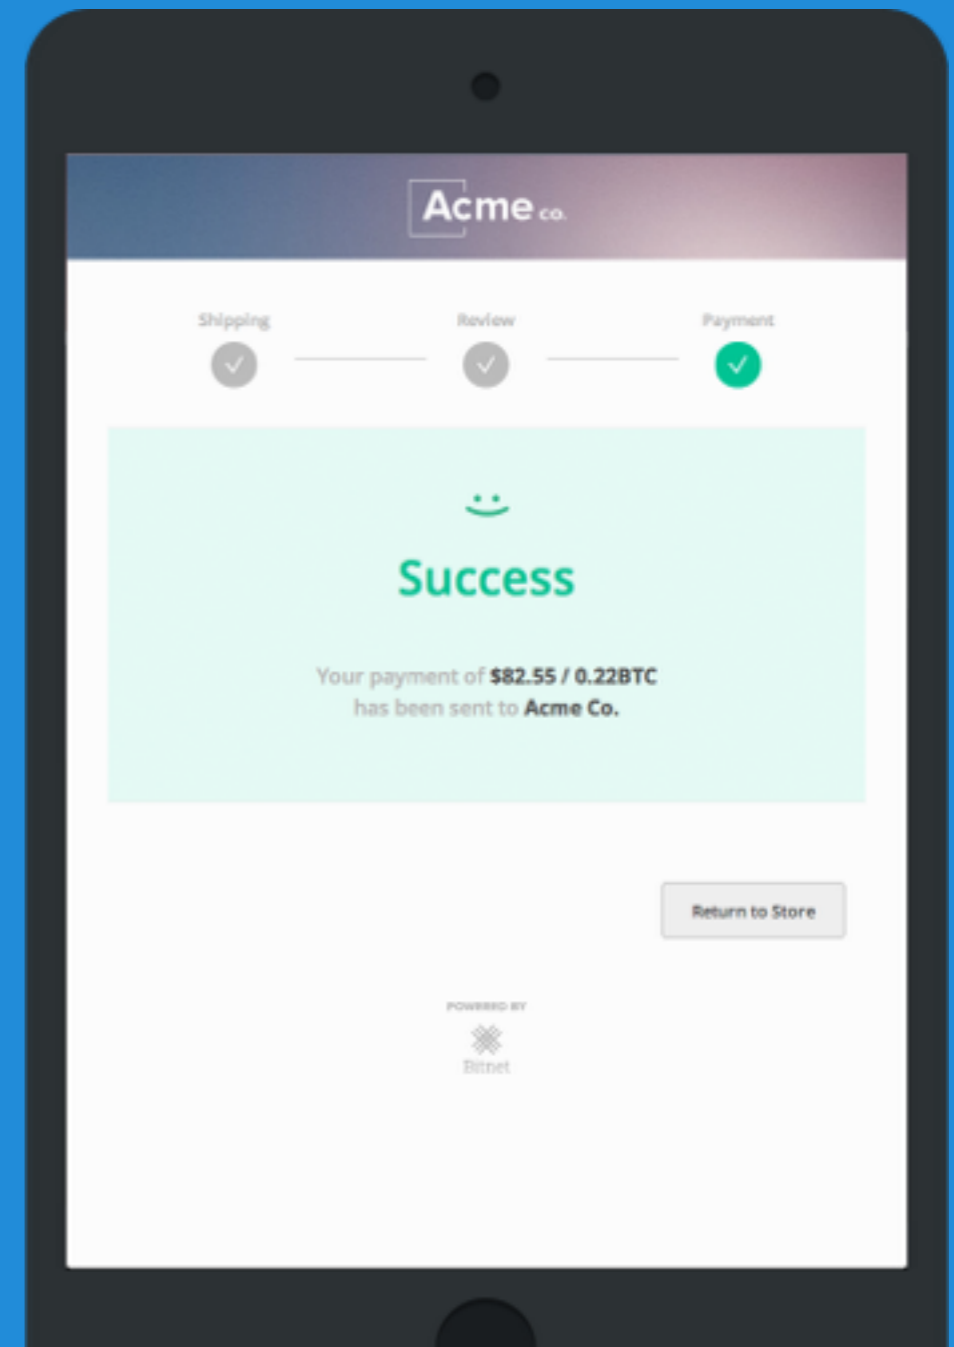 Acme co.
Shipping Review Payment
Success
Your payment of $82.55 / 0.22BTC
has been sent to Acme Co.
Return to Store
POWERED BY
Bitnet